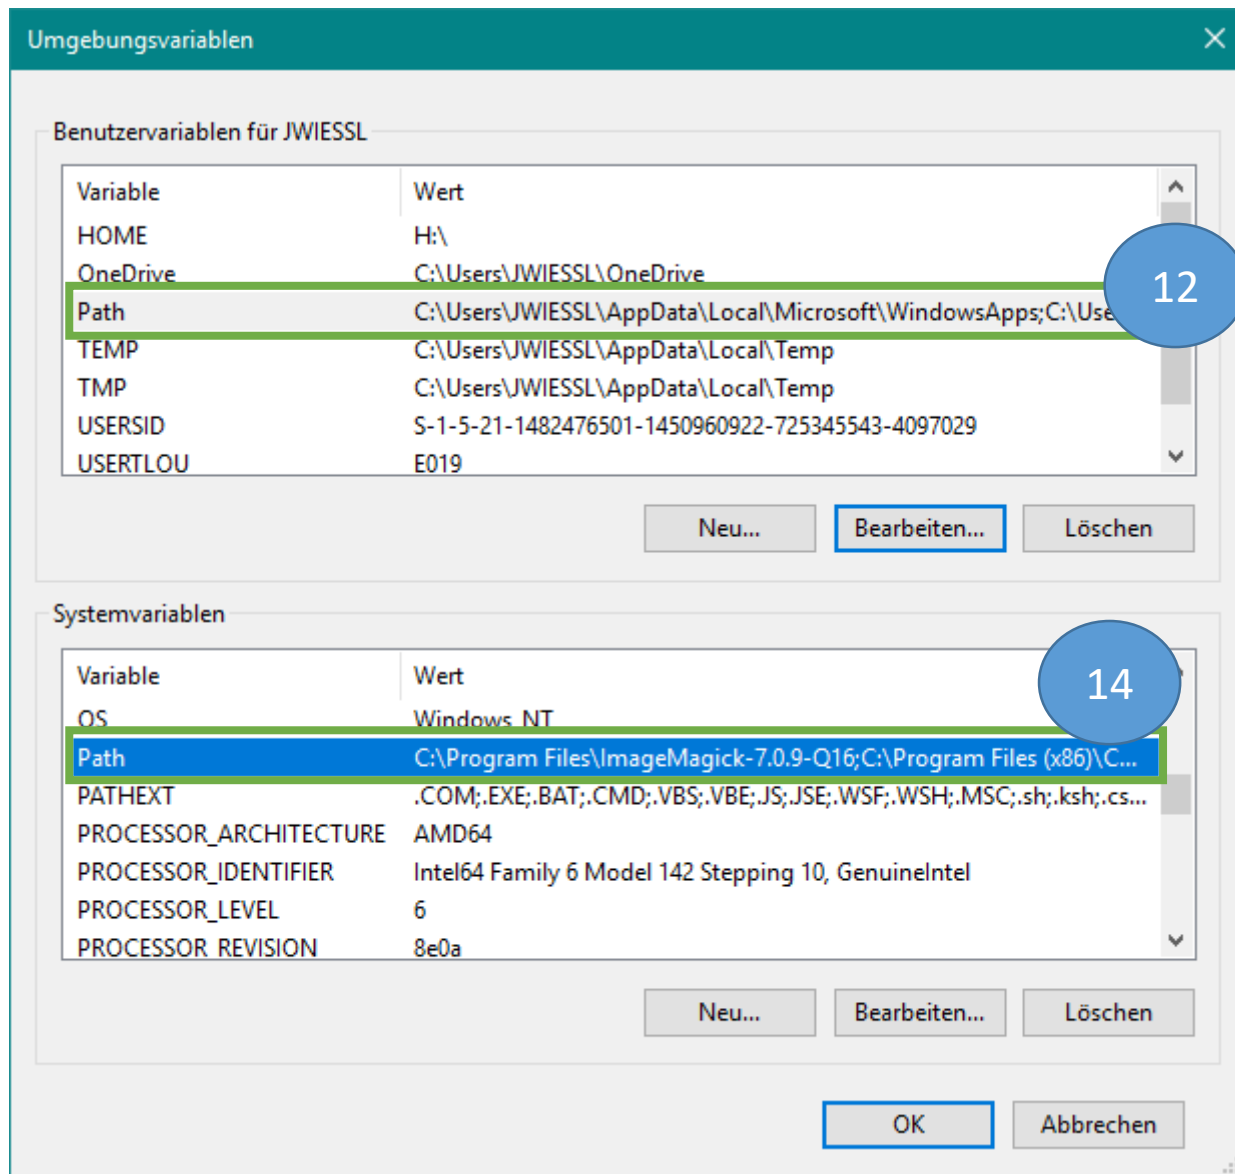 Umgebungsvariablen
Benutzervariablen für JWIESSL
Variable Wert
HOME H:\
OneDrive C:\Users\JWIESSL\OneDrive
12
Path C:\Users\JWIESSL\AppData\Local\Microsoft\WindowsApps;C:\Use
TEMP C:\Users\JWIESSL\AppData\Local\Temp
TMP C:\Users\JWIESSL\AppData\Local\Temp
USERSID S-1-5-21-1482476501-1450960922-725345543-4097029
USERTLOU E019
Neu... Bearbeiten... Löschen
Systemvariablen
Variable Wert
14
OS Windows_NT
Path C:\Program Files\ImageMagick-7.0.9-Q16;C:\Program Files (x86)\C...
PATHEXT .COM;.EXE;.BAT;.CMD;.VBS;.VBE;.JS;.JSE;.WSF;.WSH;.MSC;.sh;.ksh;.cs...
PROCESSOR_ARCHITECTURE AMD64
PROCESSOR_IDENTIFIER Intel64 Family 6 Model 142 Stepping 10, GenuineIntel
PROCESSOR_LEVEL 6
PROCESSOR_REVISION 8e0a
Neu... Bearbeiten... Löschen
OK Abbrechen